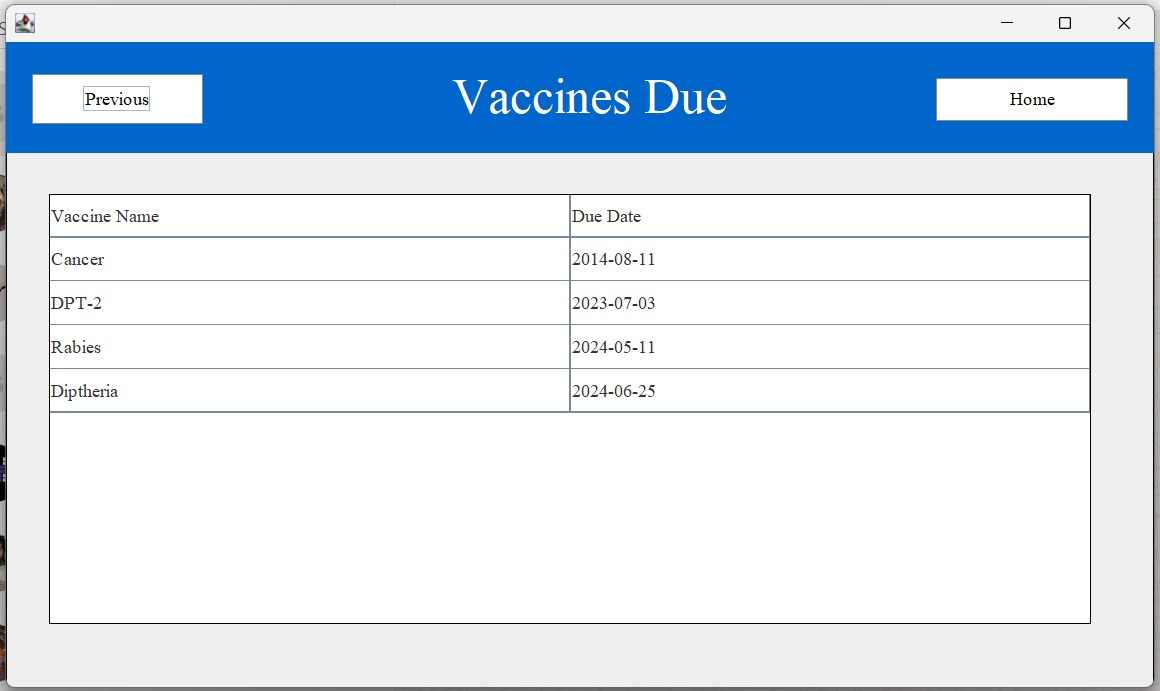 Previous Vaccines Due Home
Vaccine Name Due Date
Cancer 2014-08-11
DPT-2 2023-07-03
Rabies 2024-05-11
Diptheria 2024-06-25